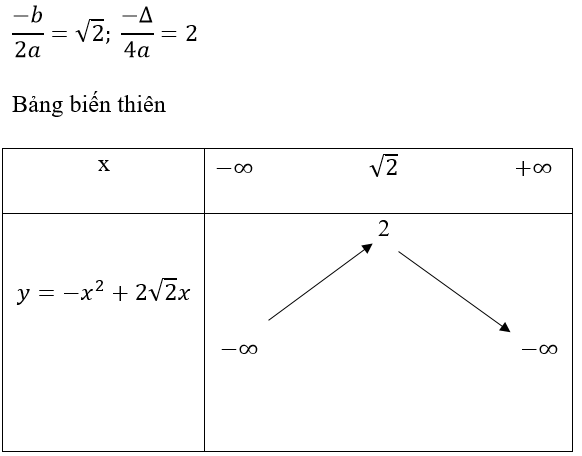 −b/2a = √2; −Δ/4a = 2
Bảng biến thiên
x −∞ √2 +∞
2
y = −x² + 2√2x
−∞ −∞